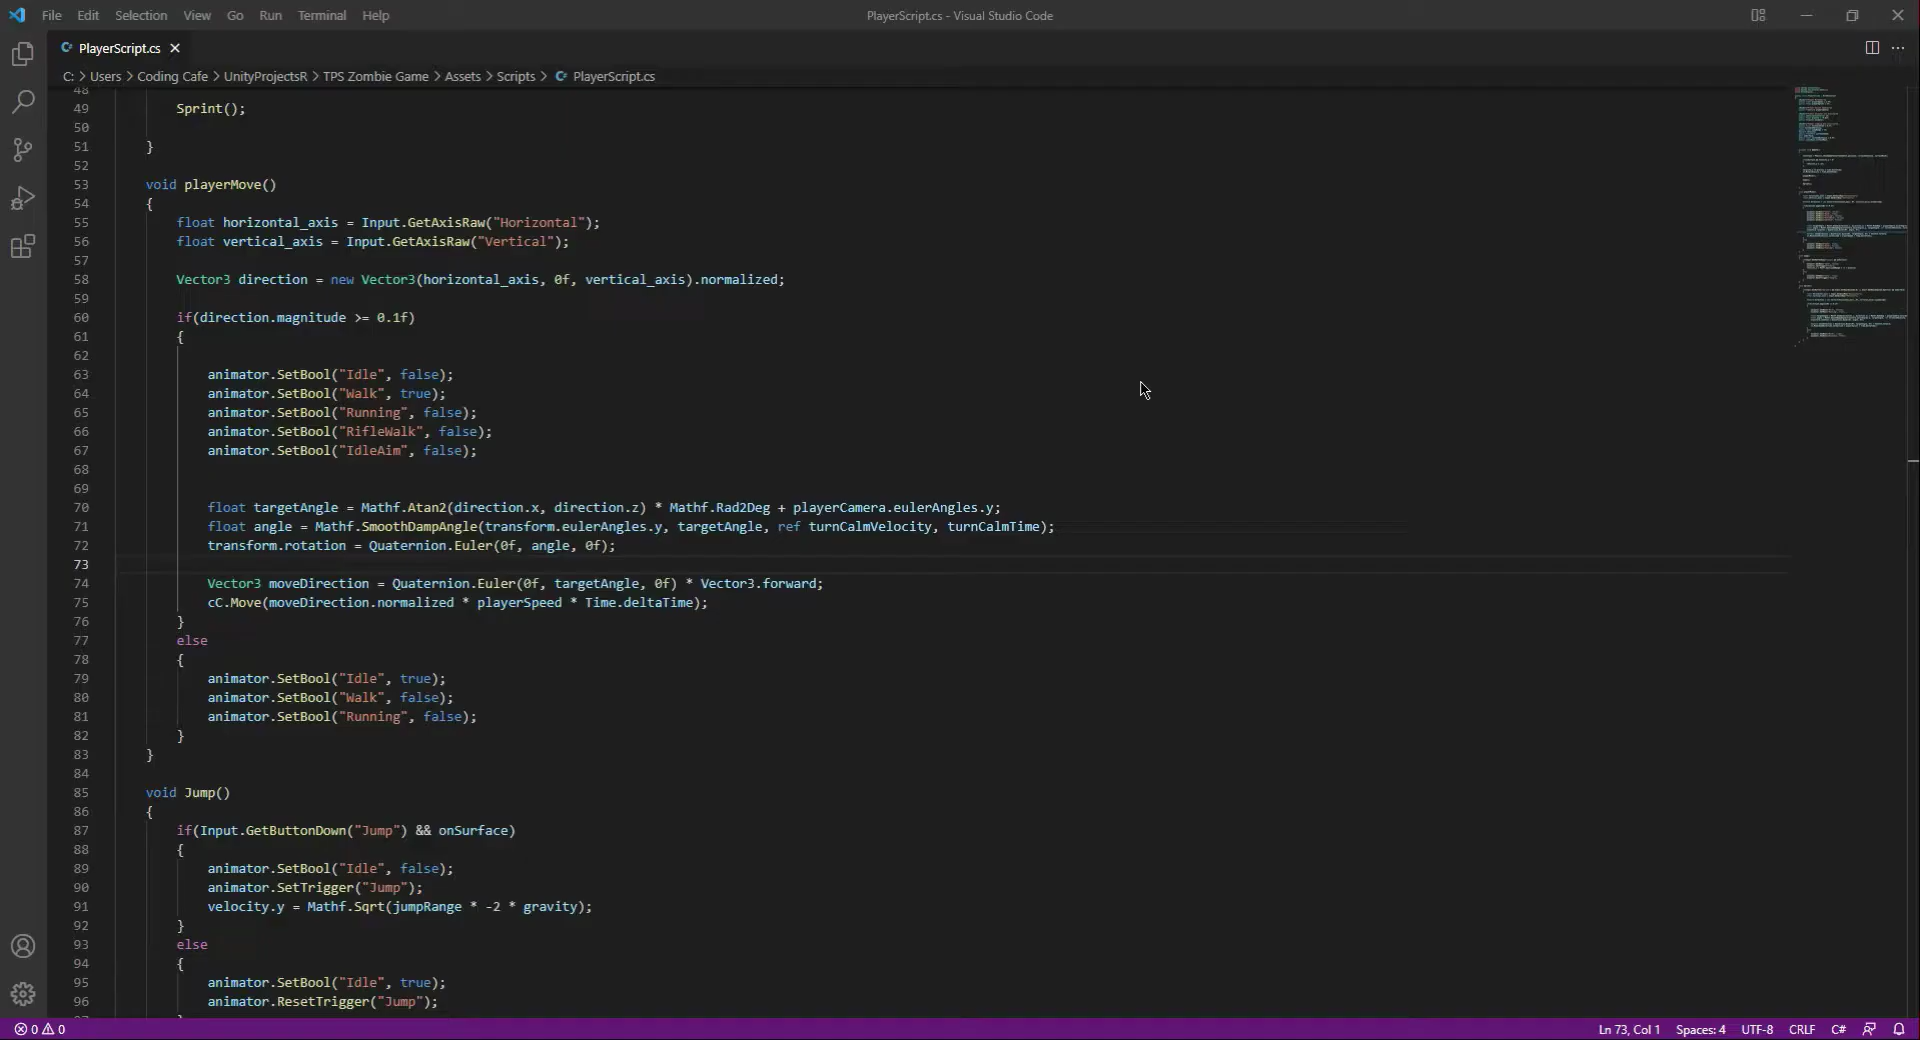 File Edit Selection View Go Run Terminal Help PlayerScript.cs - Visual Studio Code
PlayerScript.cs
C: > Users > Coding Cafe > UnityProjectsR > TPS Zombie Game > Assets > Scripts > PlayerScript.cs
48
49 Sprint();
50
51 }
52
53 void playerMove()
54 {
55 float horizontal_axis = Input.GetAxisRaw("Horizontal");
56 float vertical_axis = Input.GetAxisRaw("Vertical");
57
58 Vector3 direction = new Vector3(horizontal_axis, 0f, vertical_axis).normalized;
59
60 if(direction.magnitude >= 0.1f)
61 {
62
63 animator.SetBool("Idle", false);
64 animator.SetBool("Walk", true);
65 animator.SetBool("Running", false);
66 animator.SetBool("RifleWalk", false);
67 animator.SetBool("IdleAim", false);
68
69
70 float targetAngle = Mathf.Atan2(direction.x, direction.z) * Mathf.Rad2Deg + playerCamera.eulerAngles.y;
71 float angle = Mathf.SmoothDampAngle(transform.eulerAngles.y, targetAngle, ref turnCalmVelocity, turnCalmTime);
72 transform.rotation = Quaternion.Euler(0f, angle, 0f);
73
74 Vector3 moveDirection = Quaternion.Euler(0f, targetAngle, 0f) * Vector3.forward;
75 cC.Move(moveDirection.normalized * playerSpeed * Time.deltaTime);
76 }
77 else
78 {
79 animator.SetBool("Idle", true);
80 animator.SetBool("Walk", false);
81 animator.SetBool("Running", false);
82 }
83 }
84
85 void Jump()
86 {
87 if(Input.GetButtonDown("Jump") && onSurface)
88 {
89 animator.SetBool("Idle", false);
90 animator.SetTrigger("Jump");
91 velocity.y = Mathf.Sqrt(jumpRange * -2 * gravity);
92 }
93 else
94 {
95 animator.SetBool("Idle", true);
96 animator.ResetTrigger("Jump");
0 0 Ln 73, Col 1 Spaces: 4 UTF-8 CRLF C#